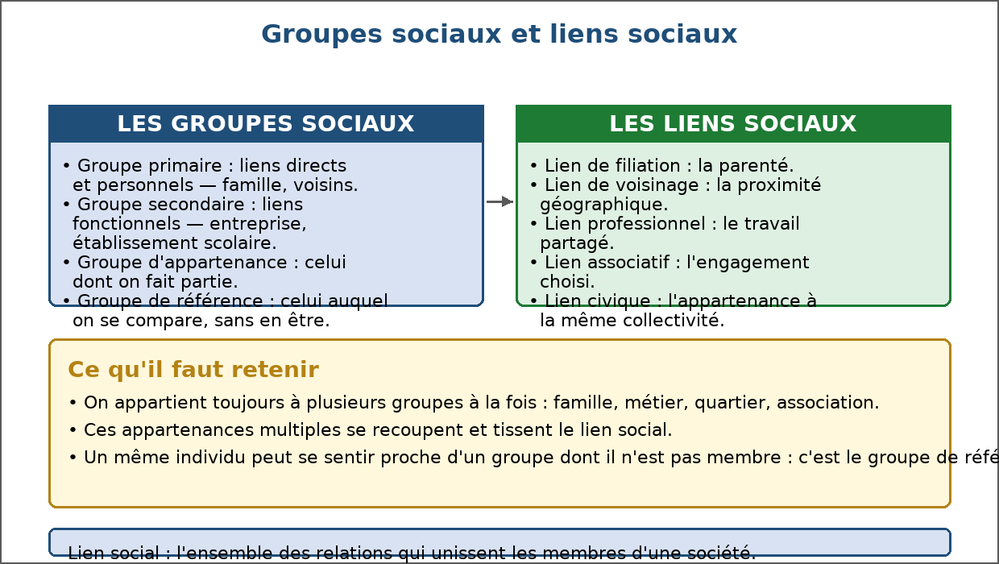 Groupes sociaux et liens sociaux
LES GROUPES SOCIAUX
• Groupe primaire : liens directs
et personnels — famille, voisins.
• Groupe secondaire : liens
fonctionnels — entreprise,
établissement scolaire.
• Groupe d'appartenance : celui
dont on fait partie.
• Groupe de référence : celui auquel
on se compare, sans en être.
LES LIENS SOCIAUX
• Lien de filiation : la parenté.
• Lien de voisinage : la proximité
géographique.
• Lien professionnel : le travail
partagé.
• Lien associatif : l'engagement
choisi.
• Lien civique : l'appartenance à
la même collectivité.
Ce qu'il faut retenir
• On appartient toujours à plusieurs groupes à la fois : famille, métier, quartier, association.
• Ces appartenances multiples se recoupent et tissent le lien social.
• Un même individu peut se sentir proche d'un groupe dont il n'est pas membre : c'est le groupe de
Lien social : l'ensemble des relations qui unissent les membres d'une société.